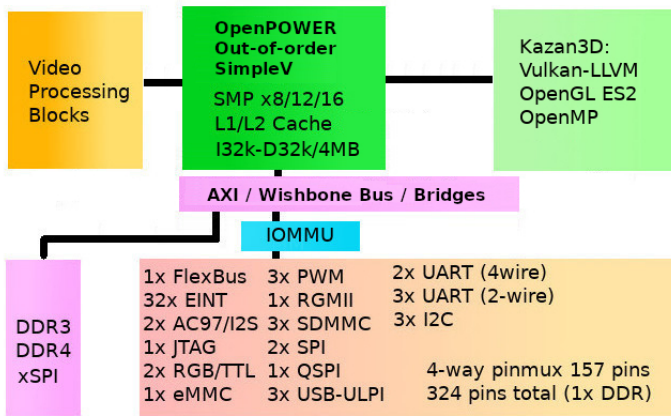 Video
Processing
Blocks
OpenPOWER
Out-of-order
SimpleV
SMP x8/12/16
L1/L2 Cache
I32k-D32k/4MB
Kazan3D:
Vulkan-LLVM
OpenGL ES2
OpenMP
AXI / Wishbone Bus / Bridges
IOMMU
DDR3
DDR4
xSPI
1x FlexBus
32x EINT
2x AC97/I2S
1x JTAG
2x RGB/TTL
1x eMMC
3x PWM
1x RGMII
3x SDMMC
2x SPI
1x QSPI
3x USB-ULPI
2x UART (4wire)
3x UART (2-wire)
3x I2C
4-way pinmux 157 pins
324 pins total (1x DDR)